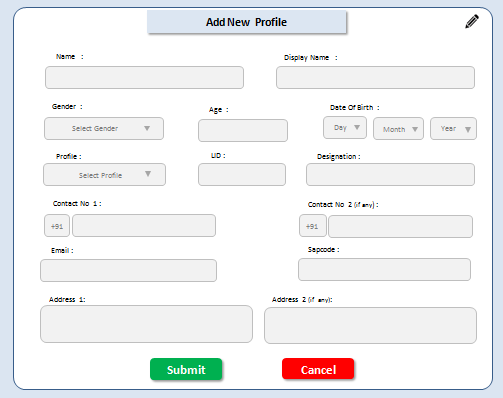 Add New Profile
Name :
Display Name :
Gender :
Age :
Date Of Birth :
Select Gender
Day
Month
Year
Profile :
LID :
Designation :
Select Profile
Contact No 1 :
Contact No 2 (if any) :
+91
+91
Email :
Sapcode :
Address 1:
Address 2 (if any):
Submit
Cancel